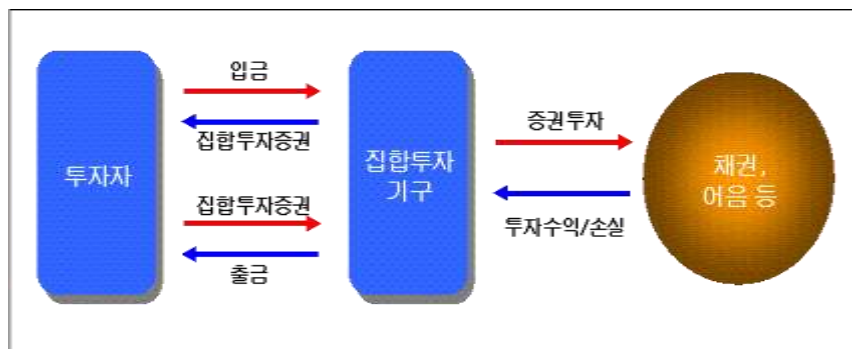 입금
집합투자증권
투자자
집합투자증권
출금
집합투자
기구
증권투자
투자수익/손실
채권,
어음 등